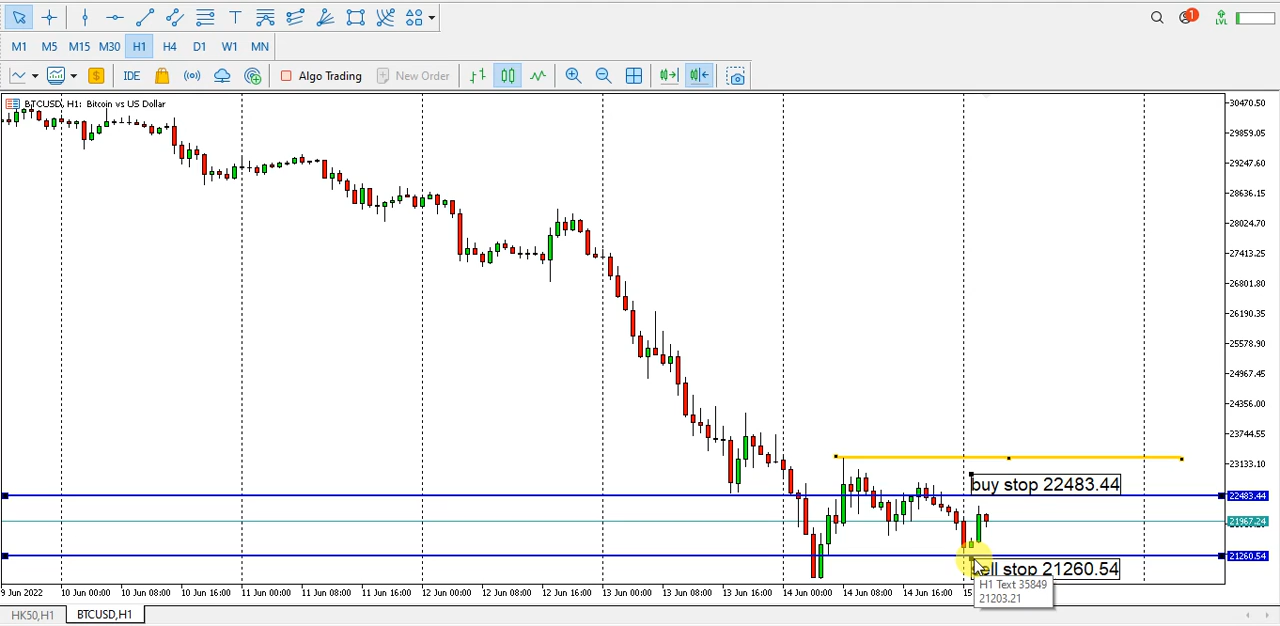 T
1
LVL
M1 M5 M15 M30 H1 H4 D1 W1 MN
$ IDE Algo Trading New Order
BTCUSD, H1: Bitcoin vs US Dollar
30470.50
29859.05
29247.60
28636.15
28024.70
27413.25
26801.80
26190.35
25578.90
24967.45
24356.00
23744.55
23133.10
buy stop 22483.44
22483.44
21967.24
21260.54
sell stop 21260.54
H1 Text 35849
21203.21
9 Jun 2022 10 Jun 00:00 10 Jun 08:00 10 Jun 16:00 11 Jun 00:00 11 Jun 08:00 11 Jun 16:00 12 Jun 00:00 12 Jun 08:00 12 Jun 16:00 13 Jun 00:00 13 Jun 08:00 13 Jun 16:00 14 Jun 00:00 14 Jun 08:00 14 Jun 16:00 15
HK50,H1 BTCUSD,H1